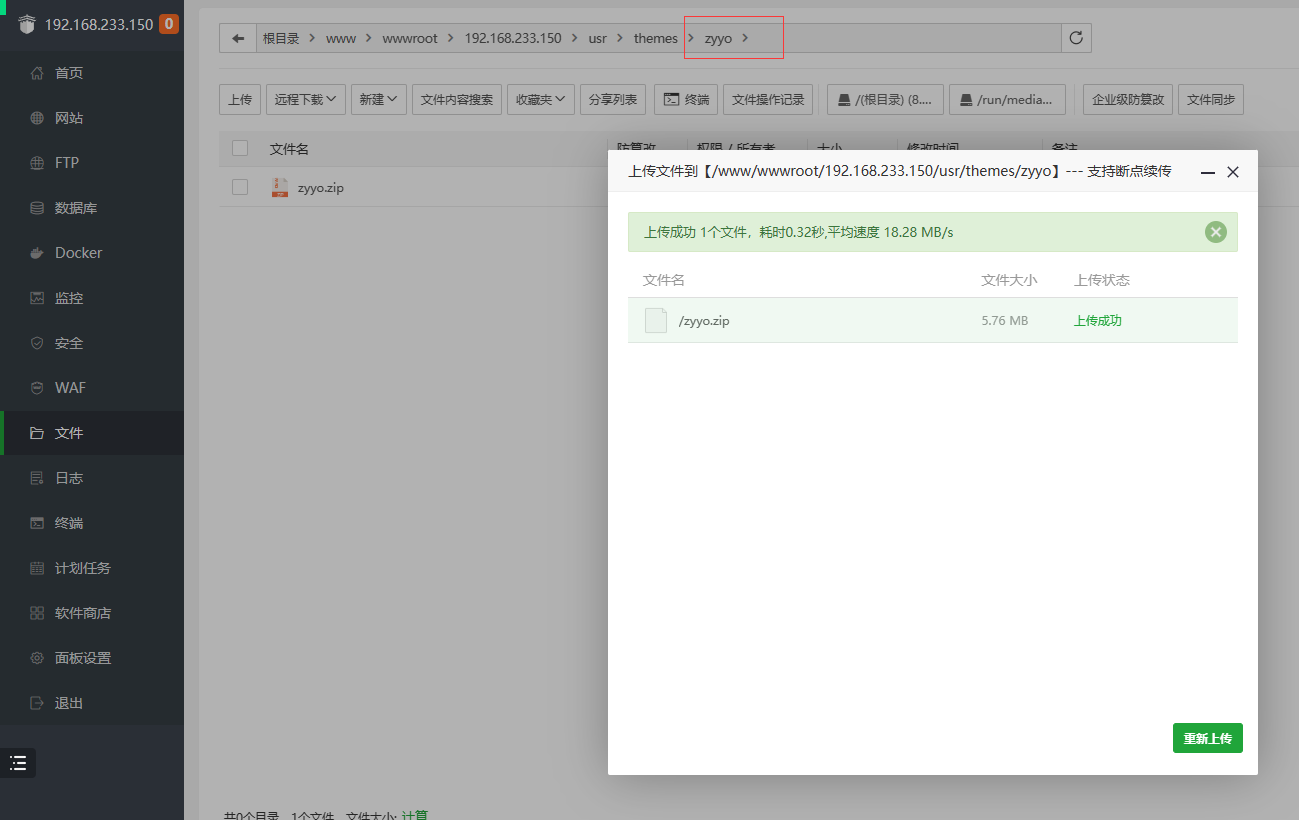 192.168.233.150 0
首页
网站
FTP
数据库
Docker
监控
安全
WAF
文件
日志
终端
计划任务
软件商店
面板设置
退出
根目录 www wwwroot 192.168.233.150 usr themes zyyo
上传 远程下载 新建 文件内容搜索 收藏夹 分享列表 终端 文件操作记录 /(根目录) (8.... /run/media... 企业级防篡改 文件同步
文件名 防篡改 权限 / 所有者 大小 修改时间 备注
zyyo.zip
上传文件到【/www/wwwroot/192.168.233.150/usr/themes/zyyo】--- 支持断点续传
上传成功 1个文件，耗时0.32秒,平均速度 18.28 MB/s
文件名 文件大小 上传状态
/zyyo.zip 5.76 MB 上传成功
重新上传
共0个目录，1个文件，文件大小: 计算